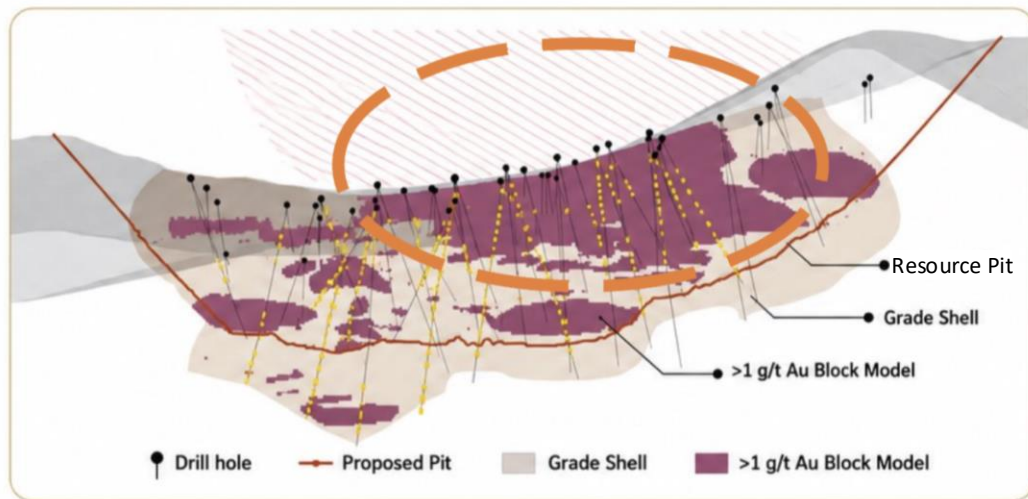 Resource Pit
Grade Shell
>1 g/t Au Block Model
Drill hole
Proposed Pit
Grade Shell
>1 g/t Au Block Model